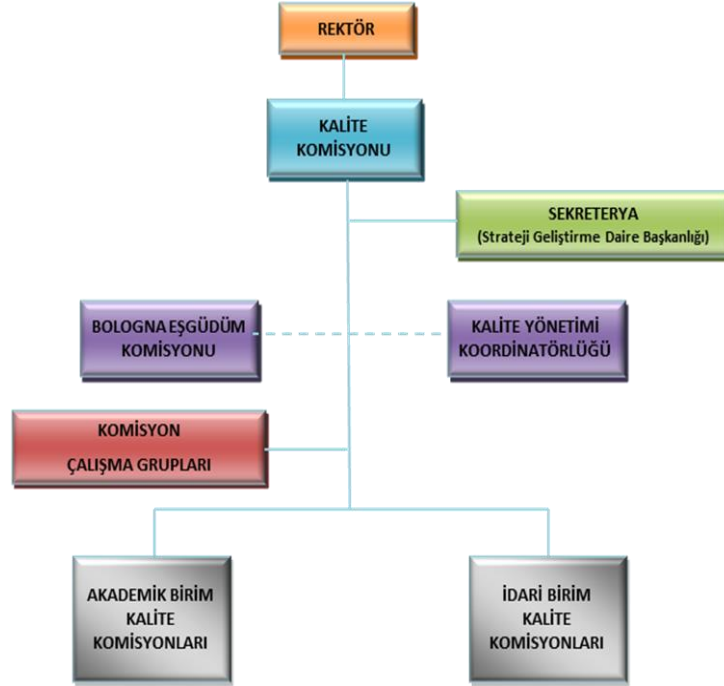 REKTÖR
KALİTE
KOMİSYONU
SEKRETERYA
(Strateji Geliştirme Daire Başkanlığı)
BOLOGNA EŞGÜDÜM
KOMİSYONU
KALİTE YÖNETİMİ
KOORDİNATÖRLÜĞÜ
KOMİSYON
ÇALIŞMA GRUPLARI
AKADEMİK BİRİM
KALİTE
KOMİSYONLARI
İDARİ BİRİM
KALİTE
KOMİSYONLARI